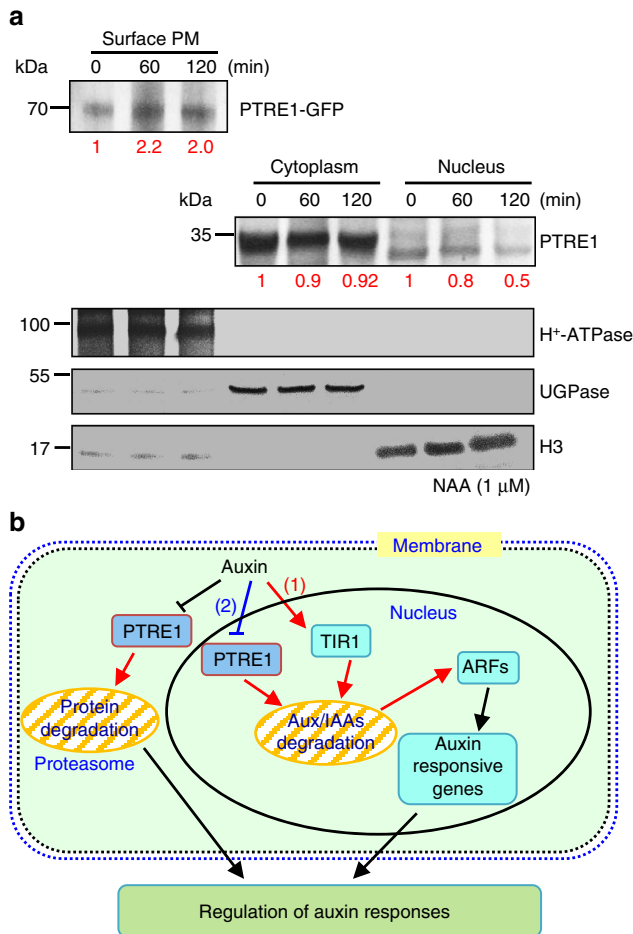 a
Surface PM
kDa 0 60 120 (min)
70 PTRE1-GFP
1 2.2 2.0
Cytoplasm Nucleus
kDa 0 60 120 0 60 120 (min)
35 PTRE1
1 0.9 0.92 1 0.8 0.5
100 H+-ATPase
55 UGPase
17 H3
NAA (1 μM)
b
Membrane
Auxin
(1)
(2)
Nucleus
PTRE1
TIR1
PTRE1
ARFs
Protein
degradation
Aux/IAAs
degradation
Proteasome
Auxin
responsive
genes
Regulation of auxin responses